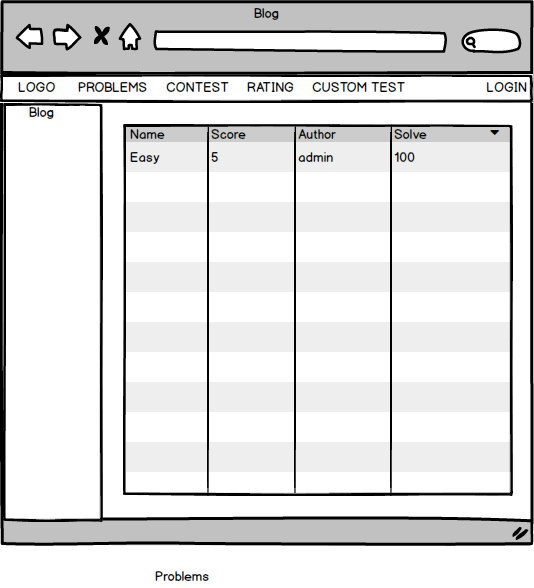 Blog
LOGO PROBLEMS CONTEST RATING CUSTOM TEST LOGIN
Blog
Name Score Author Solve
Easy 5 admin 100
Problems